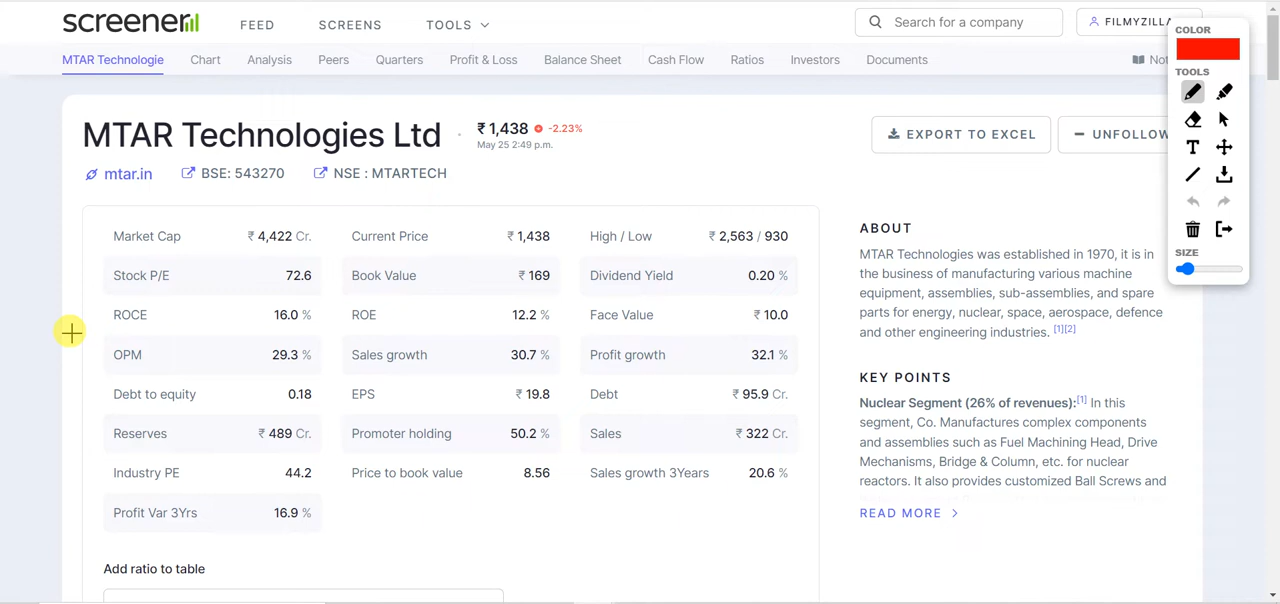 screener
FEED SCREENS TOOLS
Search for a company
COLOR
TOOLS
SIZE
MTAR Technologie Chart Analysis Peers Quarters Profit & Loss Balance Sheet Cash Flow Ratios Investors Documents
MTAR Technologies Ltd
₹ 1,438 -2.23%
May 25 2:49 p.m.
EXPORT TO EXCEL
UNFOLLOW
mtar.in BSE: 543270 NSE : MTARTECH
Market Cap ₹ 4,422 Cr. Current Price ₹ 1,438 High / Low ₹ 2,563 / 930
Stock P/E 72.6 Book Value ₹ 169 Dividend Yield 0.20 %
ROCE 16.0 % ROE 12.2 % Face Value ₹ 10.0
OPM 29.3 % Sales growth 30.7 % Profit growth 32.1 %
Debt to equity 0.18 EPS ₹ 19.8 Debt ₹ 95.9 Cr.
Reserves ₹ 489 Cr. Promoter holding 50.2 % Sales ₹ 322 Cr.
Industry PE 44.2 Price to book value 8.56 Sales growth 3Years 20.6 %
Profit Var 3Yrs 16.9 %
Add ratio to table
ABOUT
MTAR Technologies was established in 1970, it is in
the business of manufacturing various machine
equipment, assemblies, sub-assemblies, and spare
parts for energy, nuclear, space, aerospace, defence
and other engineering industries. [1][2]
KEY POINTS
Nuclear Segment (26% of revenues):[1] In this
segment, Co. Manufactures complex components
and assemblies such as Fuel Machining Head, Drive
Mechanisms, Bridge & Column, etc. for nuclear
reactors. It also provides customized Ball Screws and
READ MORE